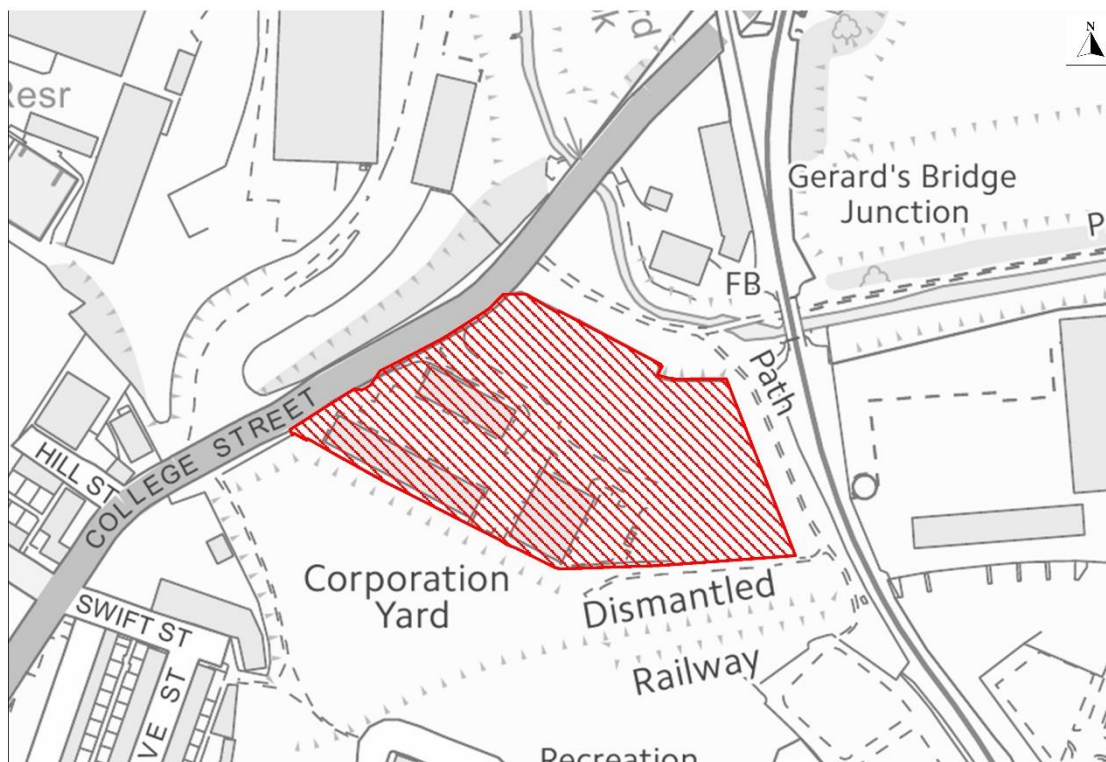 N
Resr
Gerard's Bridge
Junction
P
FB
Path
COLLEGE STREET
HILL ST
Corporation
Yard
Dismantled
Railway
SWIFT ST
VE ST
Recreation